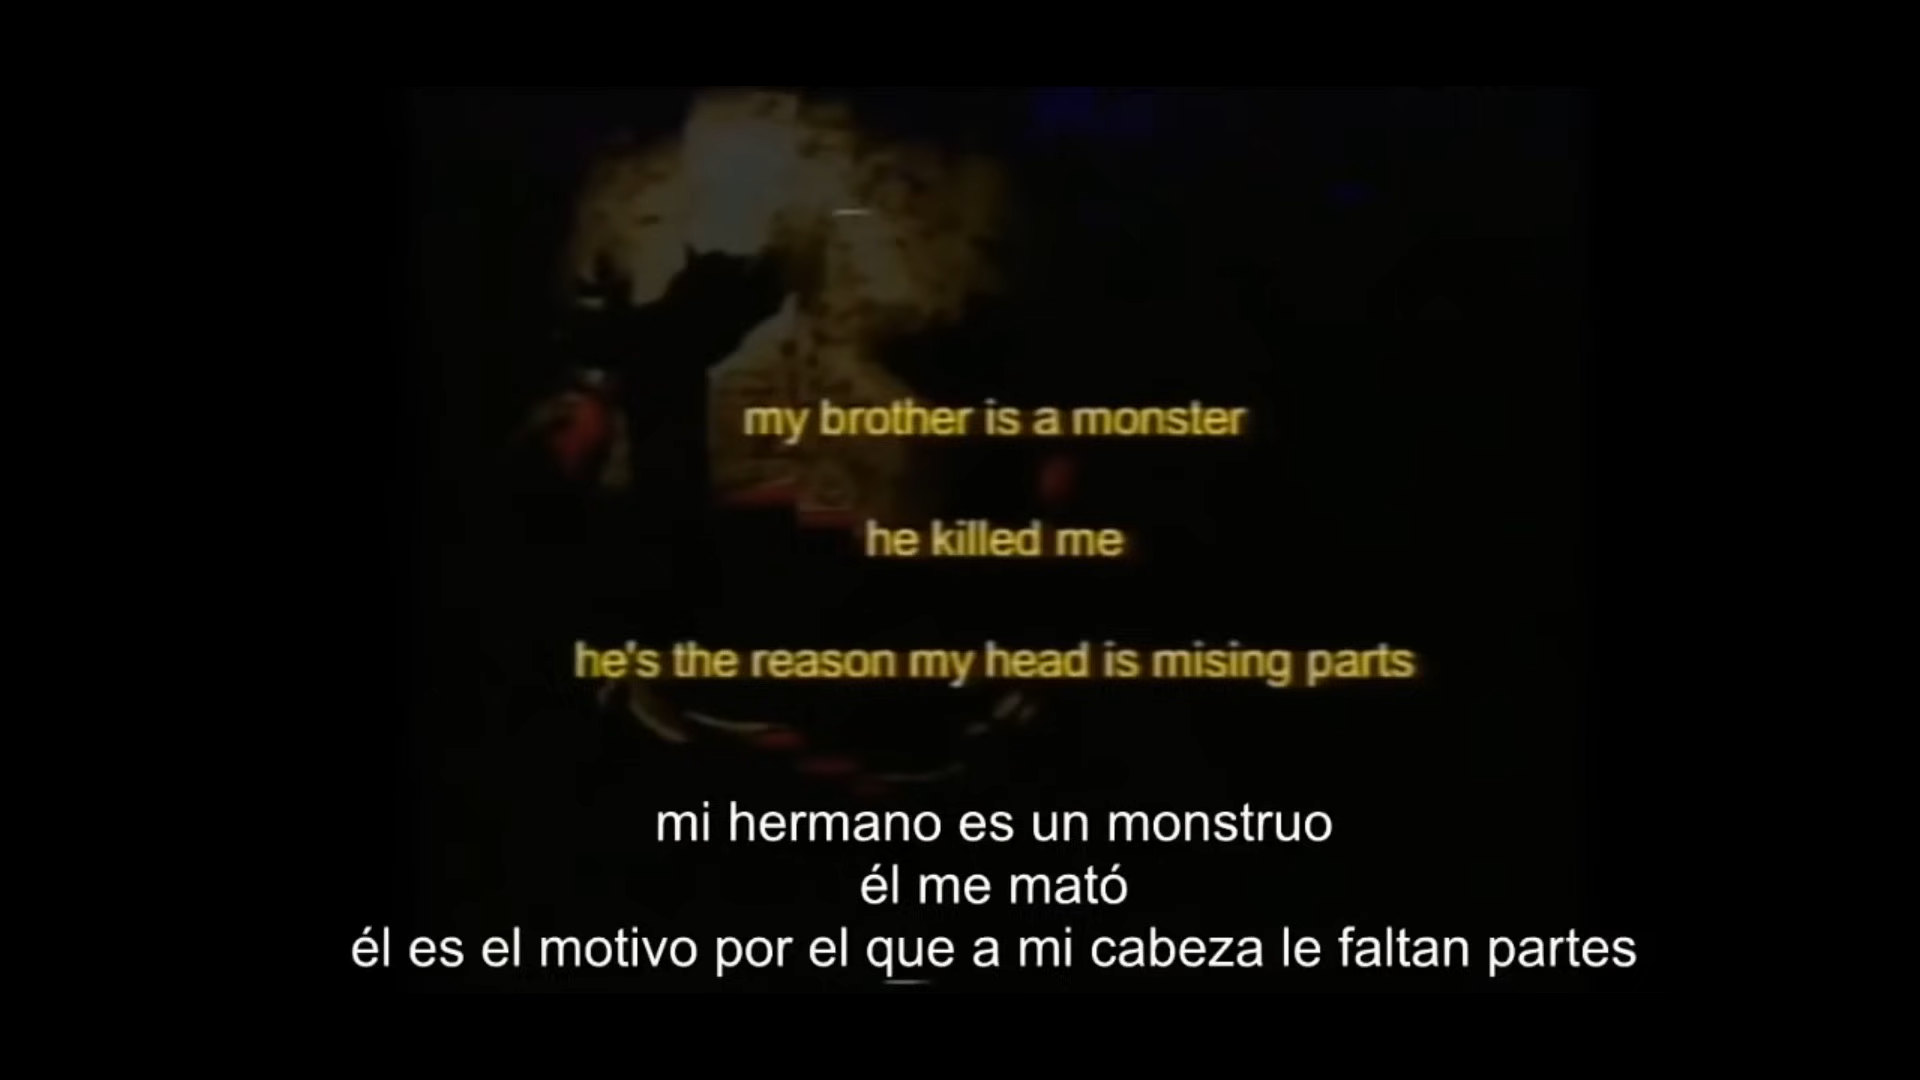 my brother is a monster
he killed me
he's the reason my head is mising parts
mi hermano es un monstruo
él me mató
él es el motivo por el que a mi cabeza le faltan partes